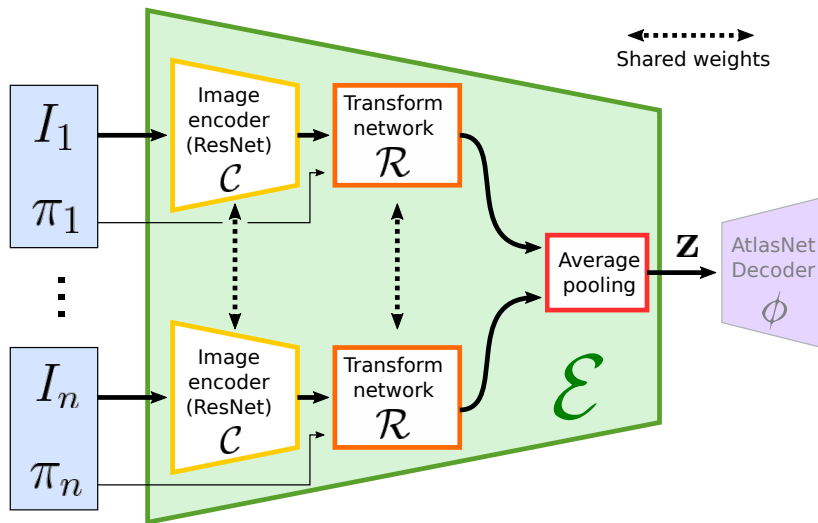 Shared weights
I₁
π₁
Image
encoder
(ResNet)
𝒞
Transform
network
ℛ
Average
pooling
z
AtlasNet
Decoder
ϕ
Iₙ
πₙ
Image
encoder
(ResNet)
𝒞
Transform
network
ℛ
ℰ